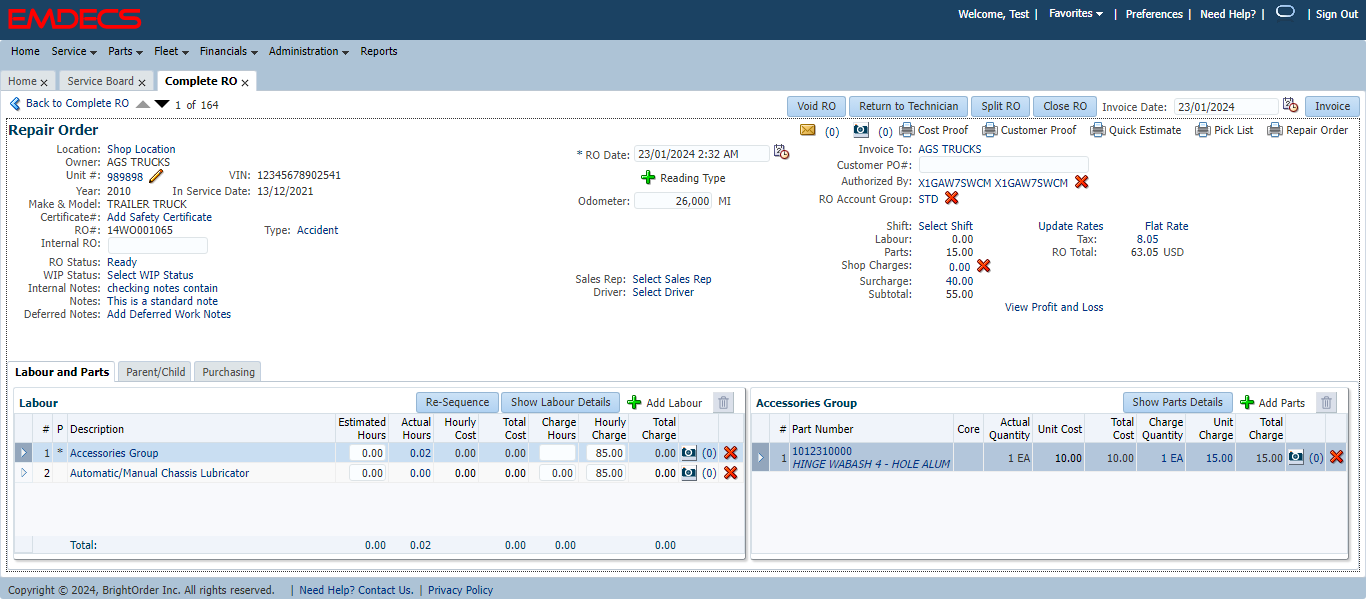 EMDECS
Welcome, Test | Favorites | Preferences | Need Help? | | Sign Out
Home Service Parts Fleet Financials Administration Reports
Home x Service Board x Complete RO x
Back to Complete RO 1 of 164 Void RO Return to Technician Split RO Close RO Invoice Date: 23/01/2024 Invoice
Repair Order (0) (0) Cost Proof Customer Proof Quick Estimate Pick List Repair Order
Location: Shop Location
Owner: AGS TRUCKS
Unit #: 989898 VIN: 12345678902541
Year: 2010 In Service Date: 13/12/2021
Make & Model: TRAILER TRUCK
Certificate#: Add Safety Certificate
RO#: 14WO001065 Type: Accident
Internal RO:
RO Status: Ready
WIP Status: Select WIP Status
Internal Notes: checking notes contain
Notes: This is a standard note
Deferred Notes: Add Deferred Work Notes
* RO Date: 23/01/2024 2:32 AM
Reading Type
Odometer: 26,000 MI
Sales Rep: Select Sales Rep
Driver: Select Driver
Invoice To: AGS TRUCKS
Customer PO#:
Authorized By: X1GAW7SWCM X1GAW7SWCM
RO Account Group: STD
Shift: Select Shift Update Rates Flat Rate
Labour: 0.00 Tax: 8.05
Parts: 15.00 RO Total: 63.05 USD
Shop Charges: 0.00
Surcharge: 40.00
Subtotal: 55.00
View Profit and Loss
Labour and Parts Parent/Child Purchasing
Labour Re-Sequence Show Labour Details Add Labour
# P Description Estimated Hours Actual Hours Hourly Cost Total Cost Charge Hours Hourly Charge Total Charge
1 * Accessories Group 0.00 0.02 0.00 0.00 85.00 0.00 (0)
2 Automatic/Manual Chassis Lubricator 0.00 0.00 0.00 0.00 0.00 85.00 0.00 (0)
Total: 0.00 0.02 0.00 0.00 0.00
Accessories Group Show Parts Details Add Parts
# Part Number Core Actual Quantity Unit Cost Total Cost Charge Quantity Unit Charge Total Charge
1 1012310000 1 EA 10.00 10.00 1 EA 15.00 15.00 (0)
HINGE WABASH 4 - HOLE ALUM
Copyright © 2024, BrightOrder Inc. All rights reserved. | Need Help? Contact Us. | Privacy Policy